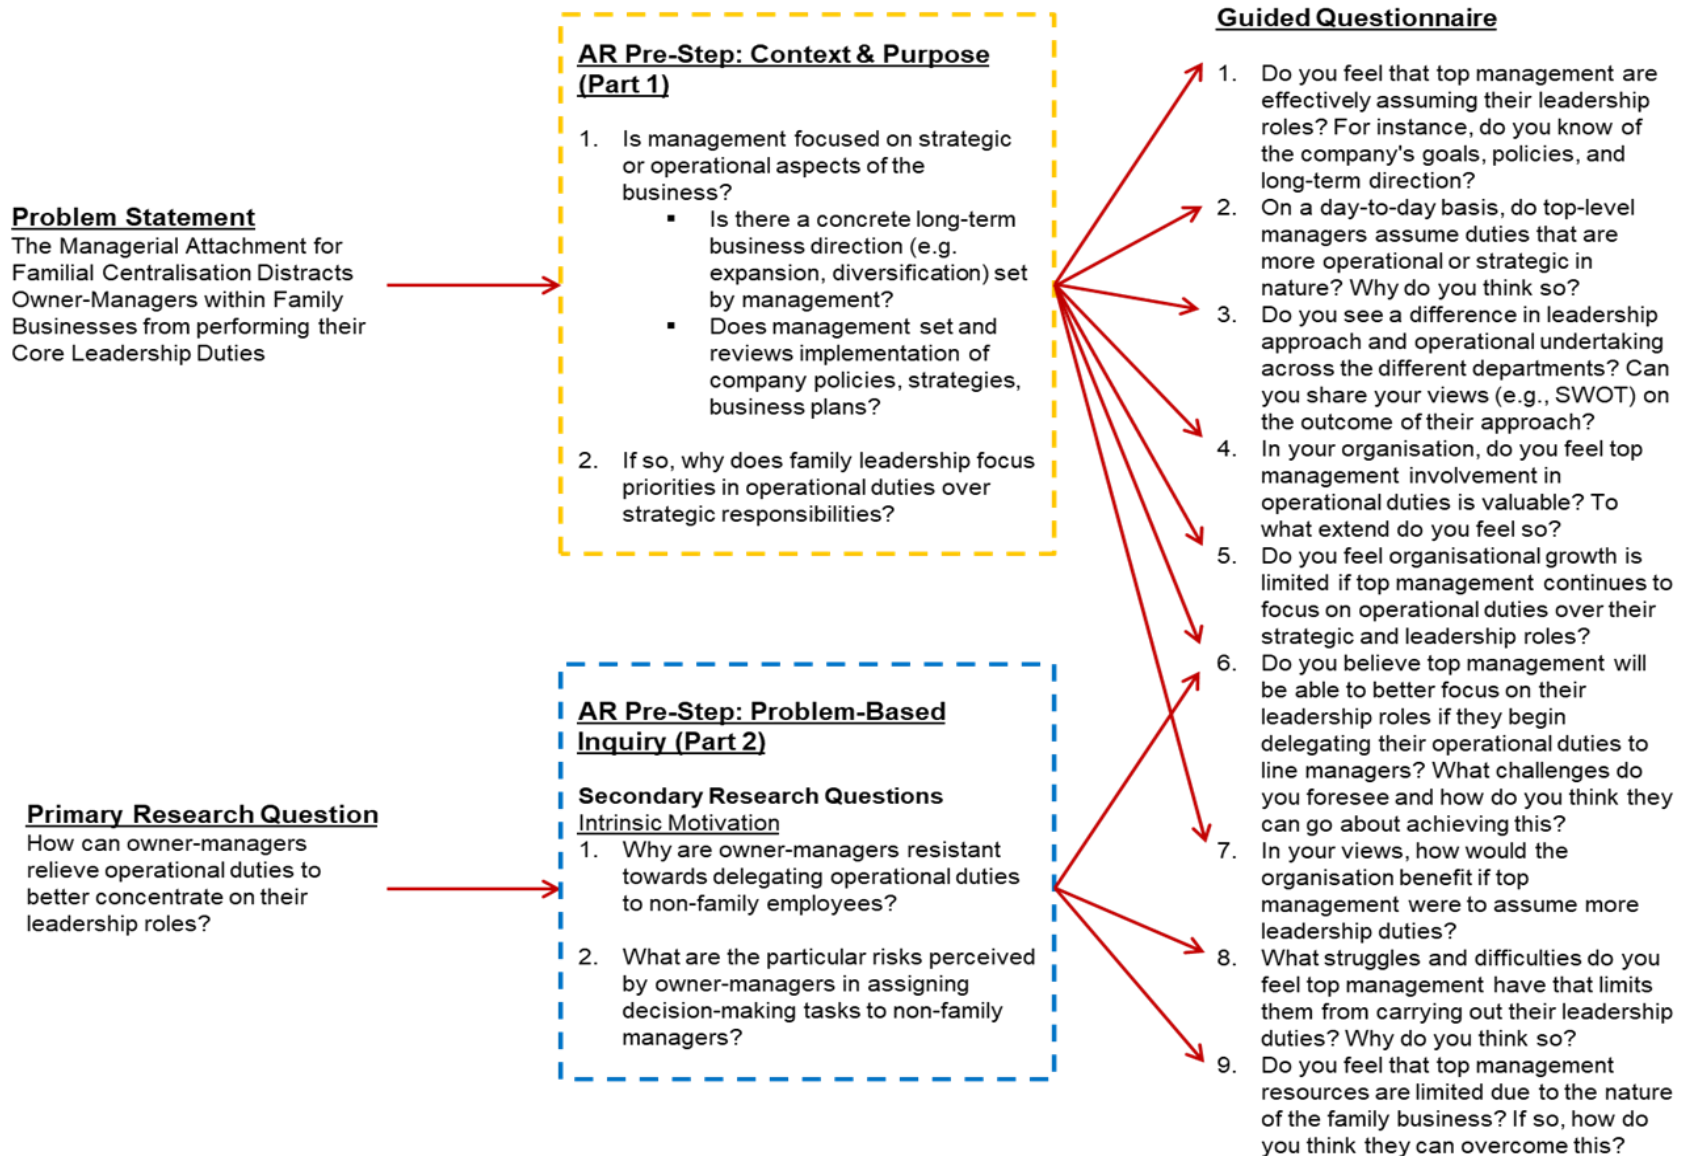 Problem Statement
The Managerial Attachment for
Familial Centralisation Distracts
Owner-Managers within Family
Businesses from performing their
Core Leadership Duties
Primary Research Question
How can owner-managers
relieve operational duties to
better concentrate on their
leadership roles?
AR Pre-Step: Context & Purpose
(Part 1)
1. Is management focused on strategic
or operational aspects of the
business?
▪ Is there a concrete long-term
business direction (e.g.
expansion, diversification) set
by management?
▪ Does management set and
reviews implementation of
company policies, strategies,
business plans?
2. If so, why does family leadership focus
priorities in operational duties over
strategic responsibilities?
AR Pre-Step: Problem-Based
Inquiry (Part 2)
Secondary Research Questions
Intrinsic Motivation
1. Why are owner-managers resistant
towards delegating operational duties
to non-family employees?
2. What are the particular risks perceived
by owner-managers in assigning
decision-making tasks to non-family
managers?
Guided Questionnaire
1. Do you feel that top management are
effectively assuming their leadership
roles? For instance, do you know of
the company's goals, policies, and
long-term direction?
2. On a day-to-day basis, do top-level
managers assume duties that are
more operational or strategic in
nature? Why do you think so?
3. Do you see a difference in leadership
approach and operational undertaking
across the different departments? Can
you share your views (e.g., SWOT) on
the outcome of their approach?
4. In your organisation, do you feel top
management involvement in
operational duties is valuable? To
what extend do you feel so?
5. Do you feel organisational growth is
limited if top management continues to
focus on operational duties over their
strategic and leadership roles?
6. Do you believe top management will
be able to better focus on their
leadership roles if they begin
delegating their operational duties to
line managers? What challenges do
you foresee and how do you think they
can go about achieving this?
7. In your views, how would the
organisation benefit if top
management were to assume more
leadership duties?
8. What struggles and difficulties do you
feel top management have that limits
them from carrying out their leadership
duties? Why do you think so?
9. Do you feel that top management
resources are limited due to the nature
of the family business? If so, how do
you think they can overcome this?